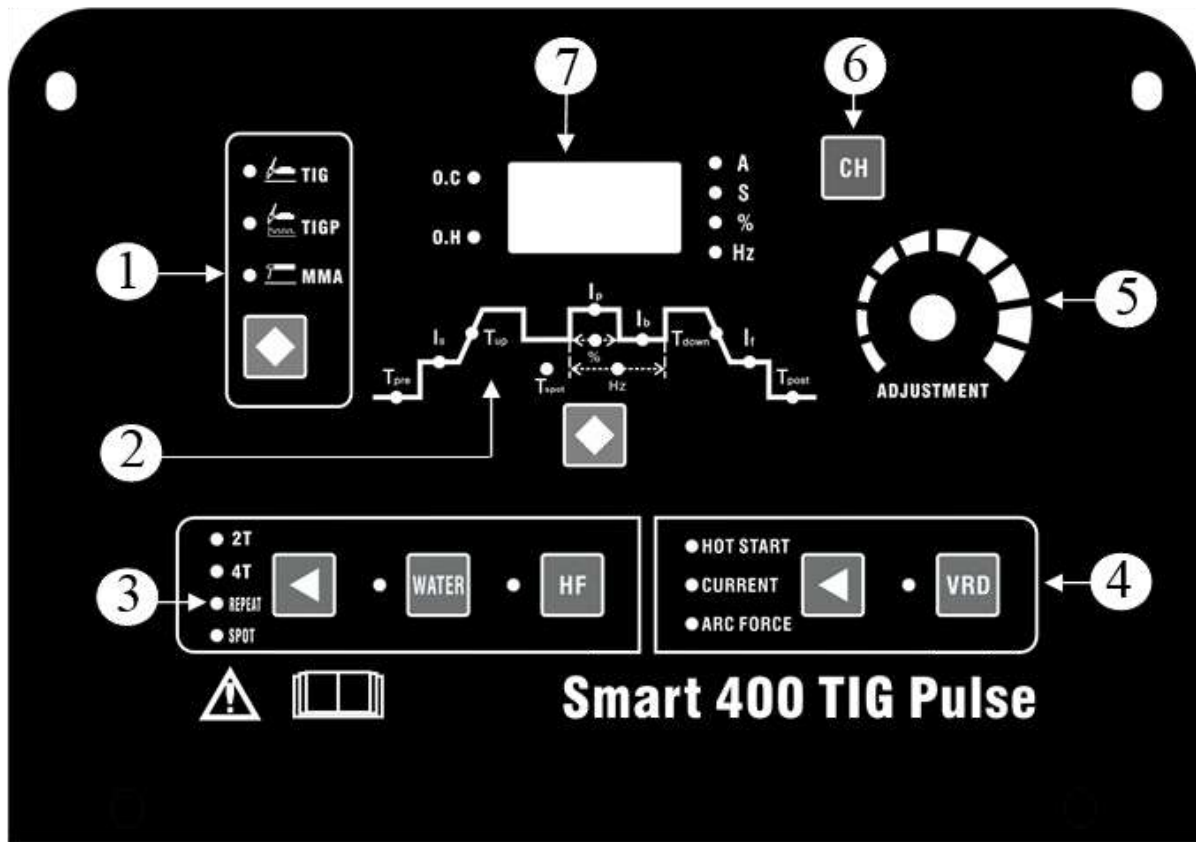 7
6
TIG
TIGP
MMA
1
O.C
O.H
A
S
%
Hz
CH
5
ADJUSTMENT
Tpre
Is
Tup
Ip
Ib
%
Tspot
Hz
Tdown
If
Tpost
2
2T
4T
REPEAT
SPOT
WATER
HF
3
HOT START
CURRENT
ARC FORCE
VRD
4
Smart 400 TIG Pulse